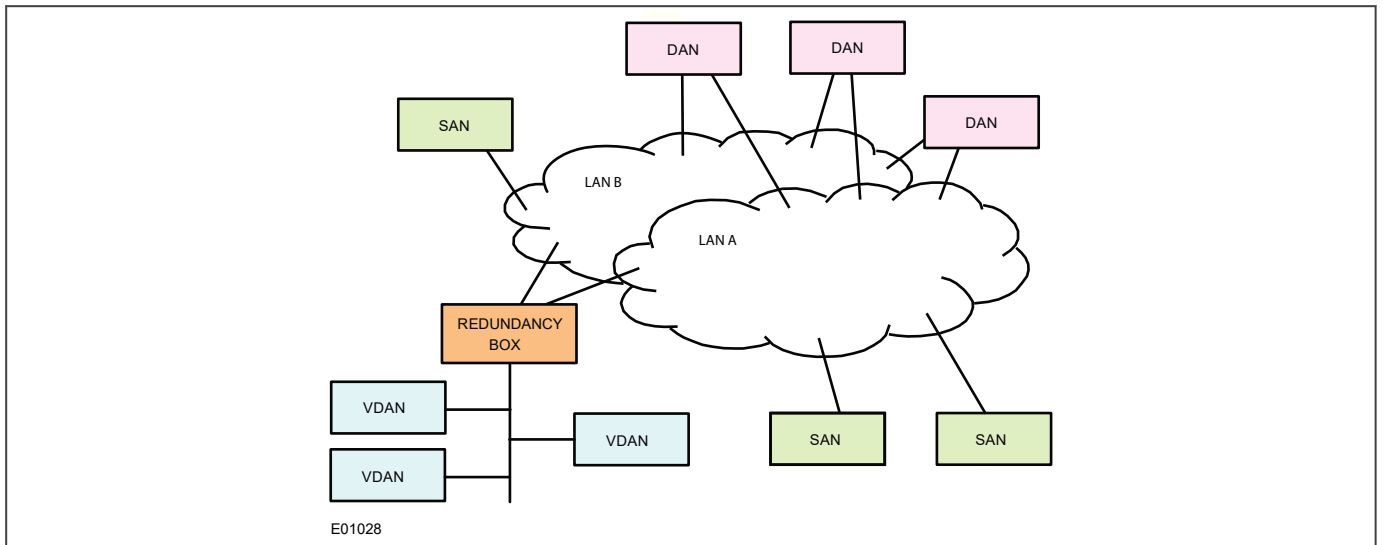 DAN
DAN
SAN
DAN
LAN B
LAN A
REDUNDANCY
BOX
VDAN
VDAN
SAN
SAN
VDAN
E01028